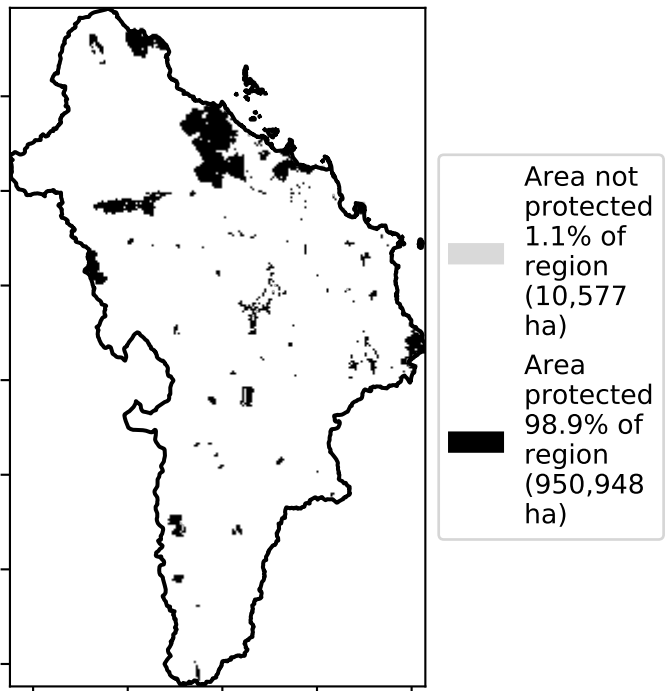 Area not
protected
1.1% of
region
(10,577
ha)
Area
protected
98.9% of
region
(950,948
ha)